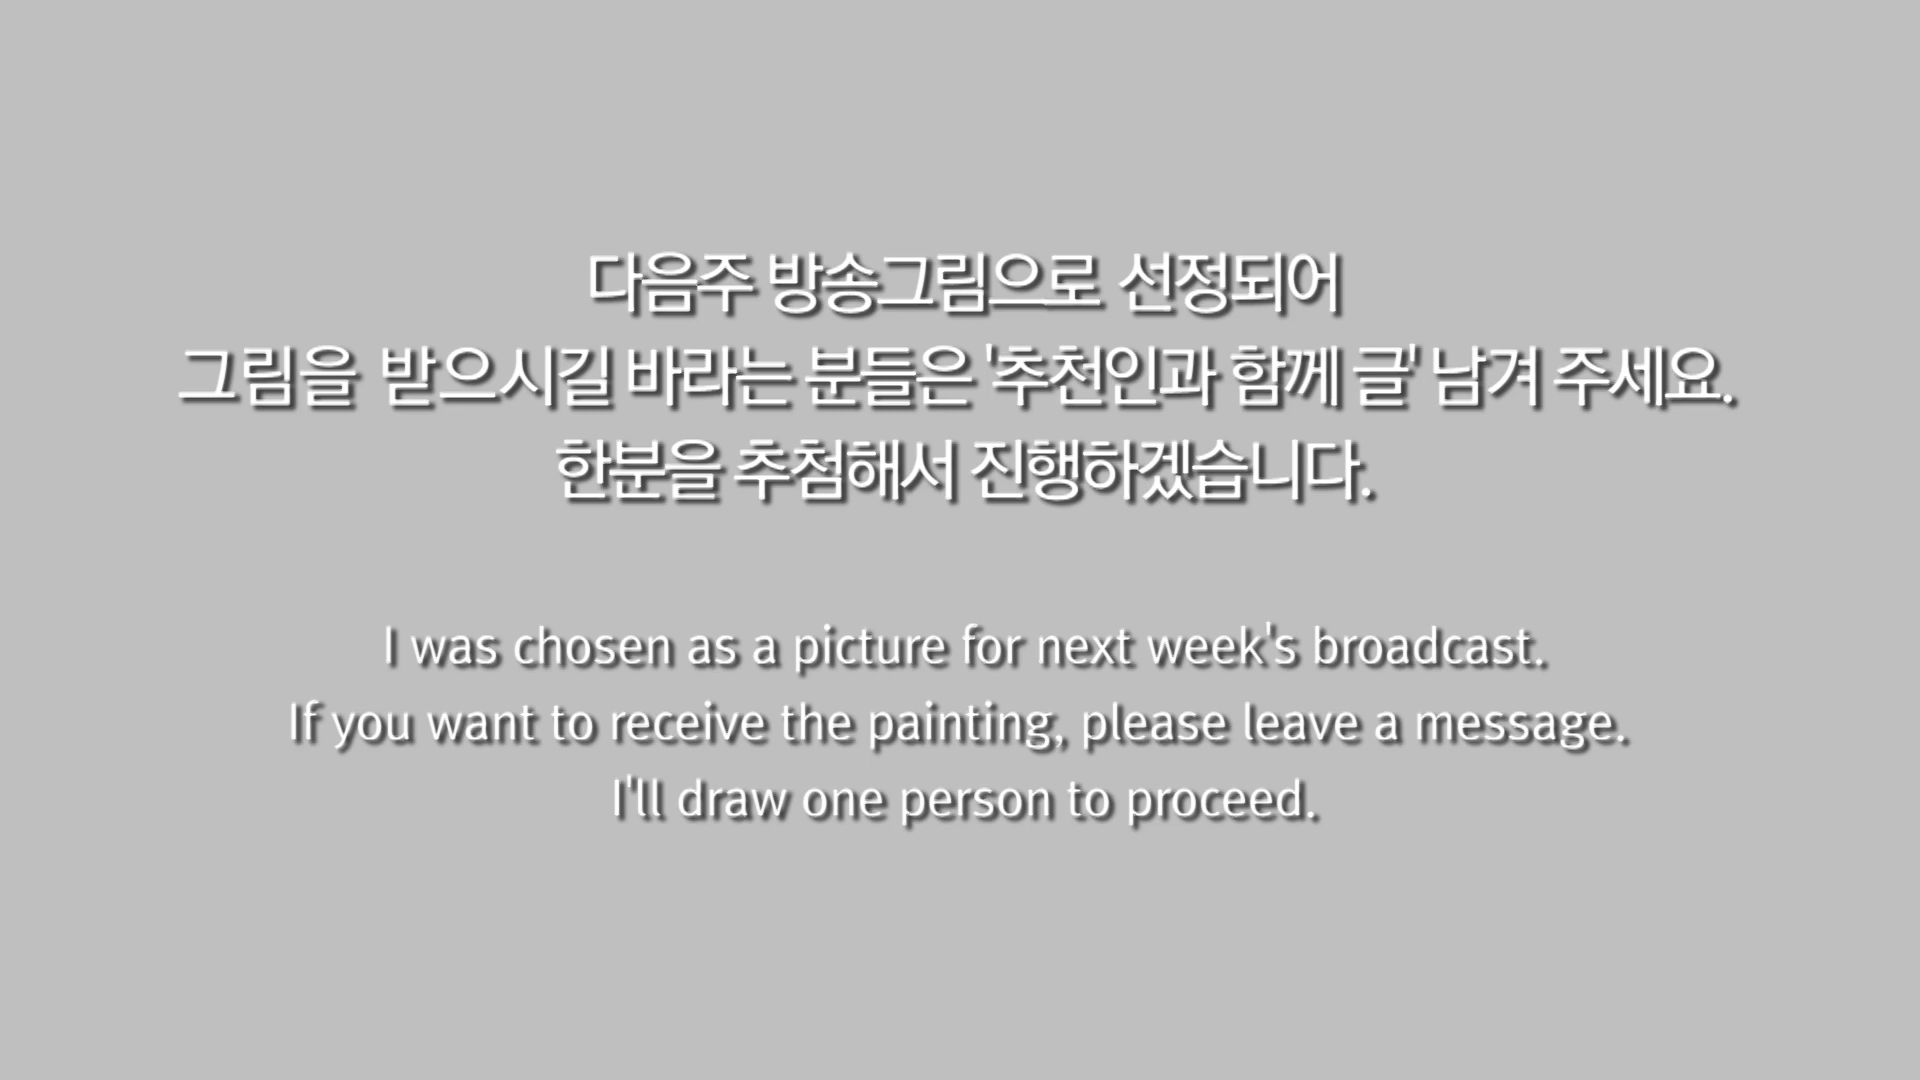 다음주 방송그림으로 선정되어
그림을 받으시길 바라는 분들은 '추천인과 함께 글' 남겨 주세요.
한분을 추첨해서 진행하겠습니다.
I was chosen as a picture for next week's broadcast.
If you want to receive the painting, please leave a message.
I'll draw one person to proceed.